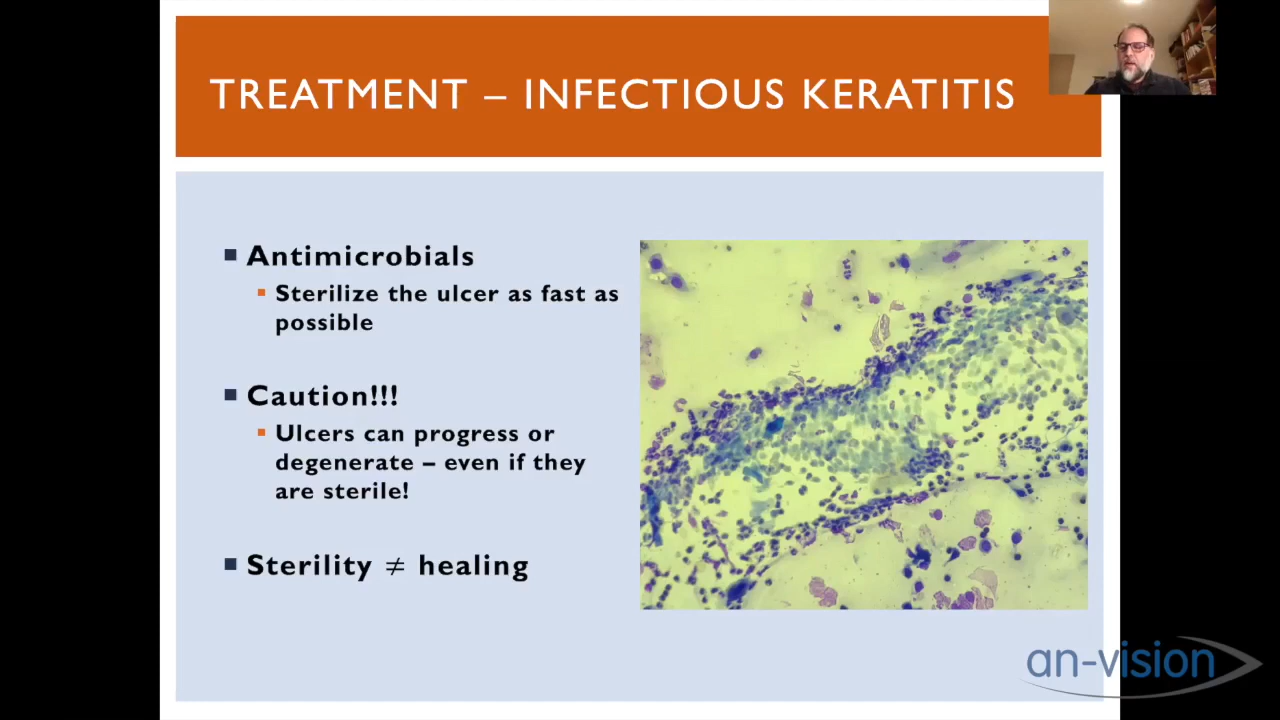 TREATMENT – INFECTIOUS KERATITIS
■ Antimicrobials
▪ Sterilize the ulcer as fast as
possible
■ Caution!!!
▪ Ulcers can progress or
degenerate – even if they
are sterile!
■ Sterility ≠ healing
an-vision